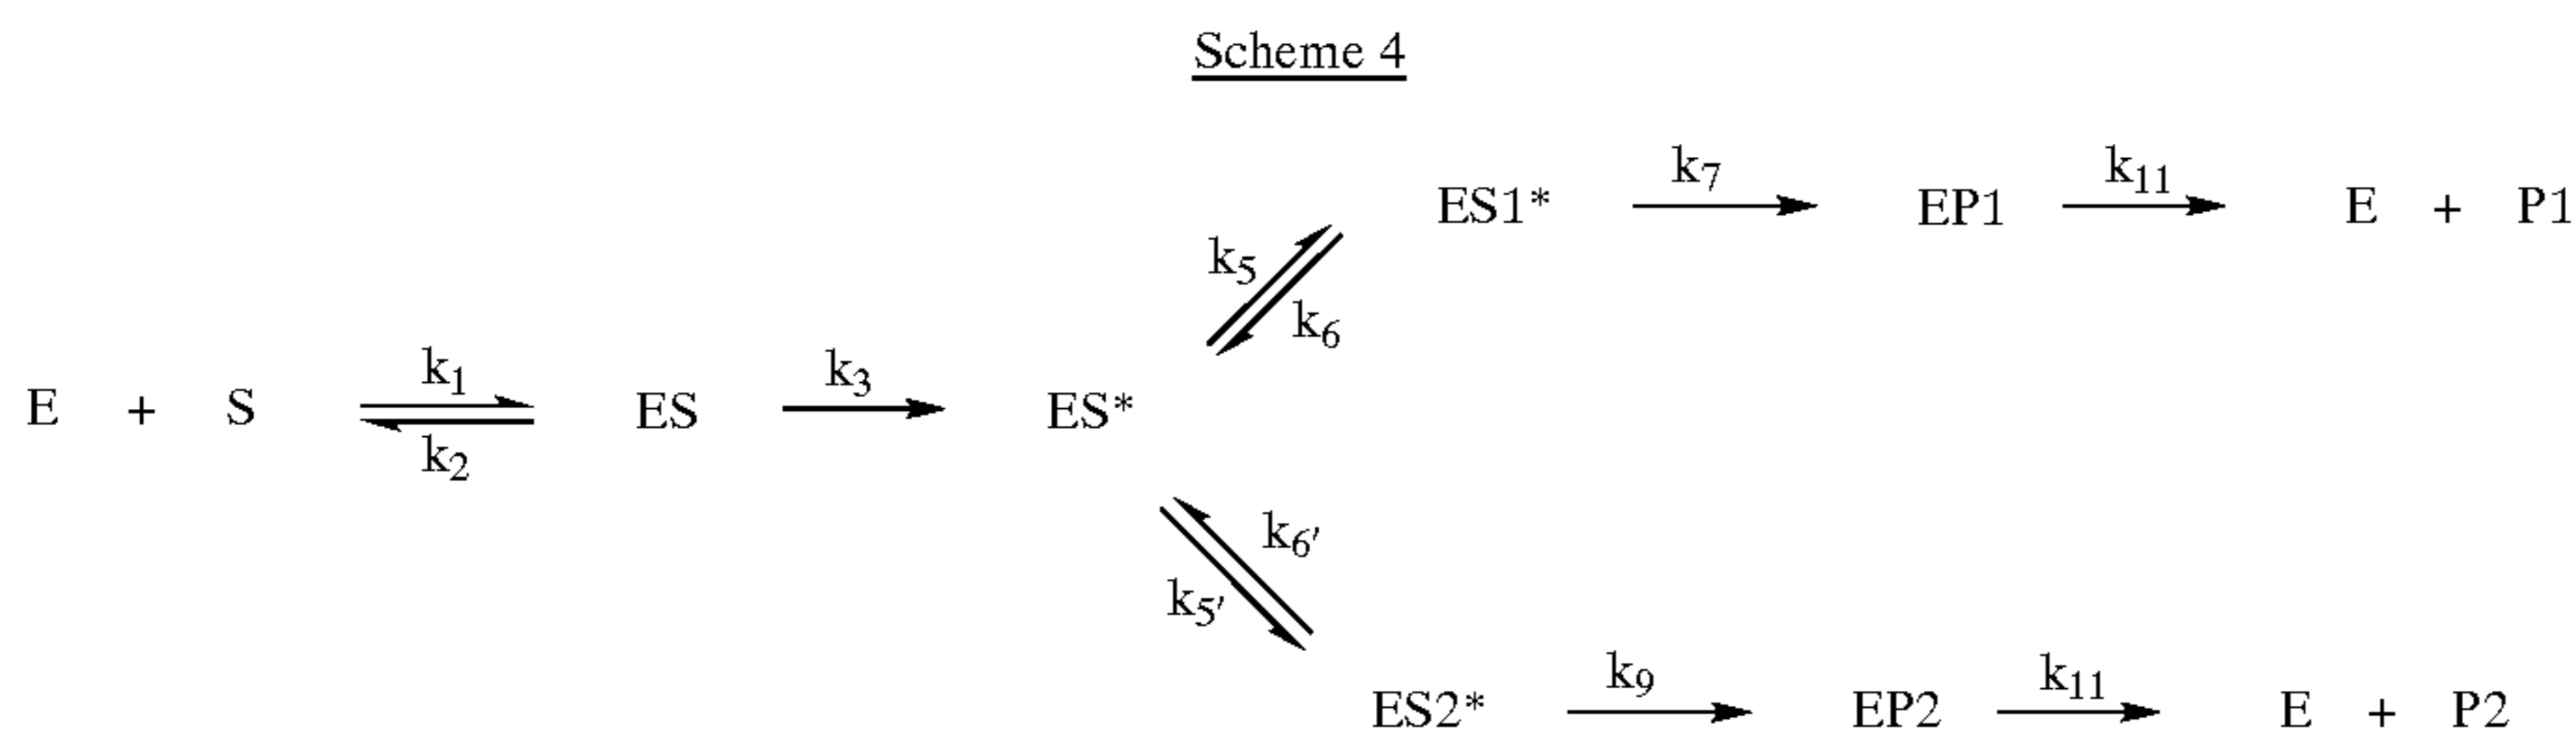 Scheme 4
ES1* k7 EP1 k11 E + P1
k5
k6
E + S k1 ES k3 ES*
k2
k6'
k5'
ES2* k9 EP2 k11 E + P2